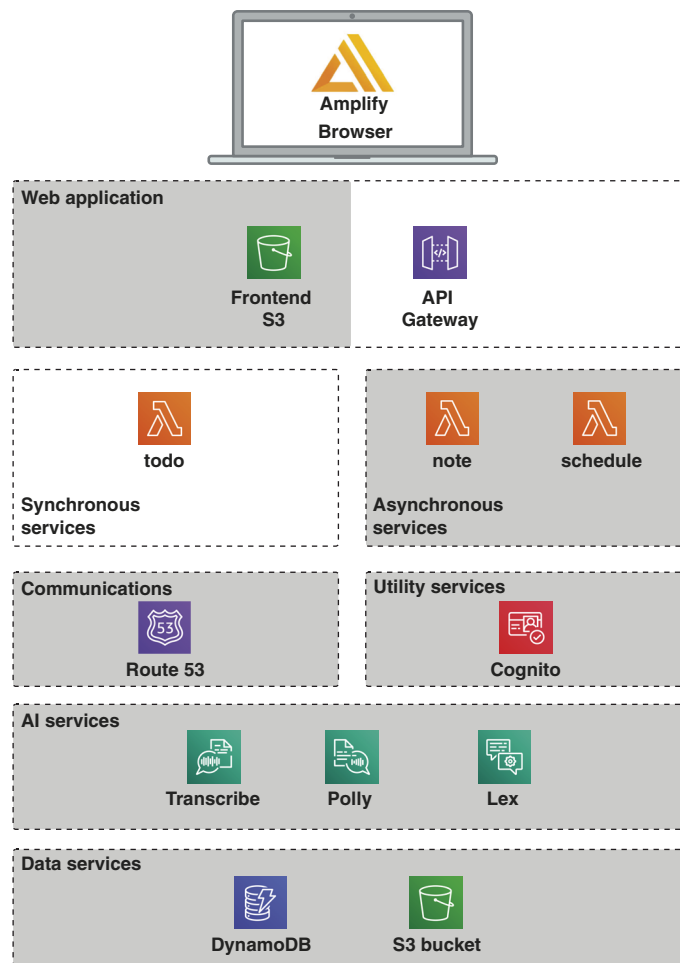 Amplify
Browser
Web application
Frontend
S3
API
Gateway
todo
Synchronous
services
note
schedule
Asynchronous
services
Communications
53
Route 53
Utility services
Cognito
AI services
Transcribe
Polly
Lex
Data services
DynamoDB
S3 bucket